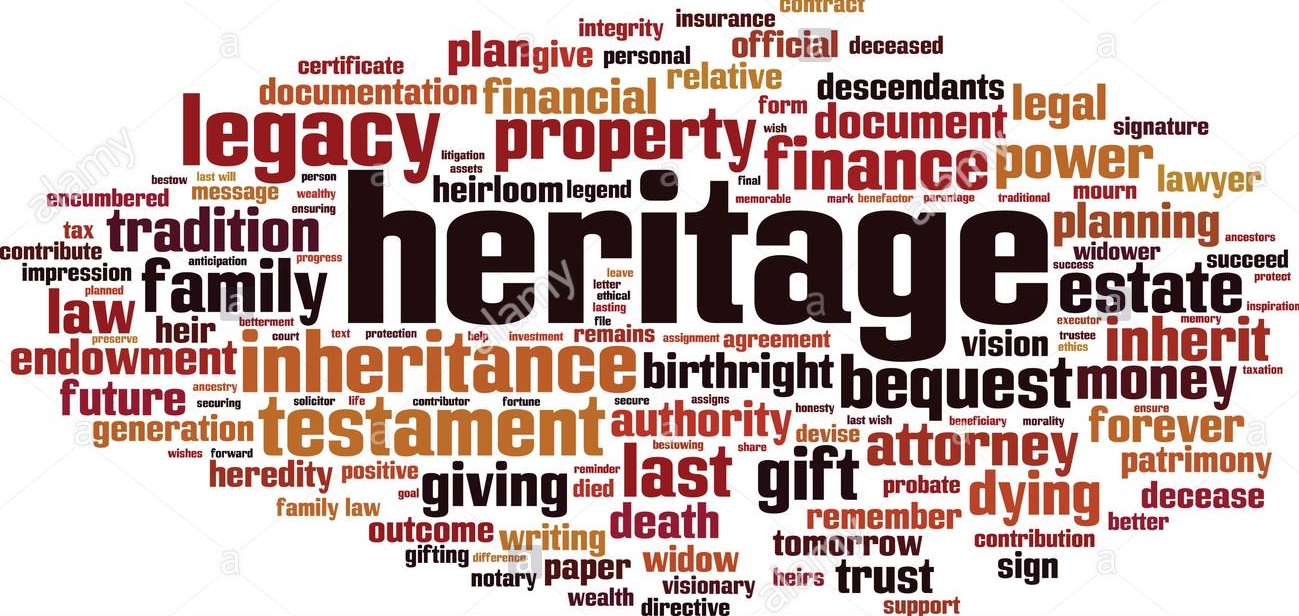 contract
integrity insurance
plan give personal official deceased
certificate relative
documentation financial descendants legal
legacy property form document signature
wish
litigation finance power lawyer
assets
bestow last will person heirloom legend final mourn
encumbered message wealthy memorable mark benefactor parentage traditional
ensuring
tax tradition heritage planning ancestors
contribute anticipation progress widower succeed
impression family leave success estate protect
planned letter
ethical
law lasting inspiration
heir betterment file executor memory
preserve court text protection help investment remains assignment agreement vision trustee inherit
ethics
endowment inheritance birthright bequest money taxation
future ancestry securing solicitor life contributor fortune secure assigns
generation testament authority honesty last wish beneficiary morality ensure forever
wishes forward bestowing share devise attorney patrimony
heredity positive giving reminder last gift probate dying decease
goal died
family law remember better
outcome writing death tomorrow contribution
gifting difference paper widow sign
notary visionary heirs trust
wealth directive support
a a a
alamy alamy
a a a
alamy alamy
a a a
alamy alamy
a a a